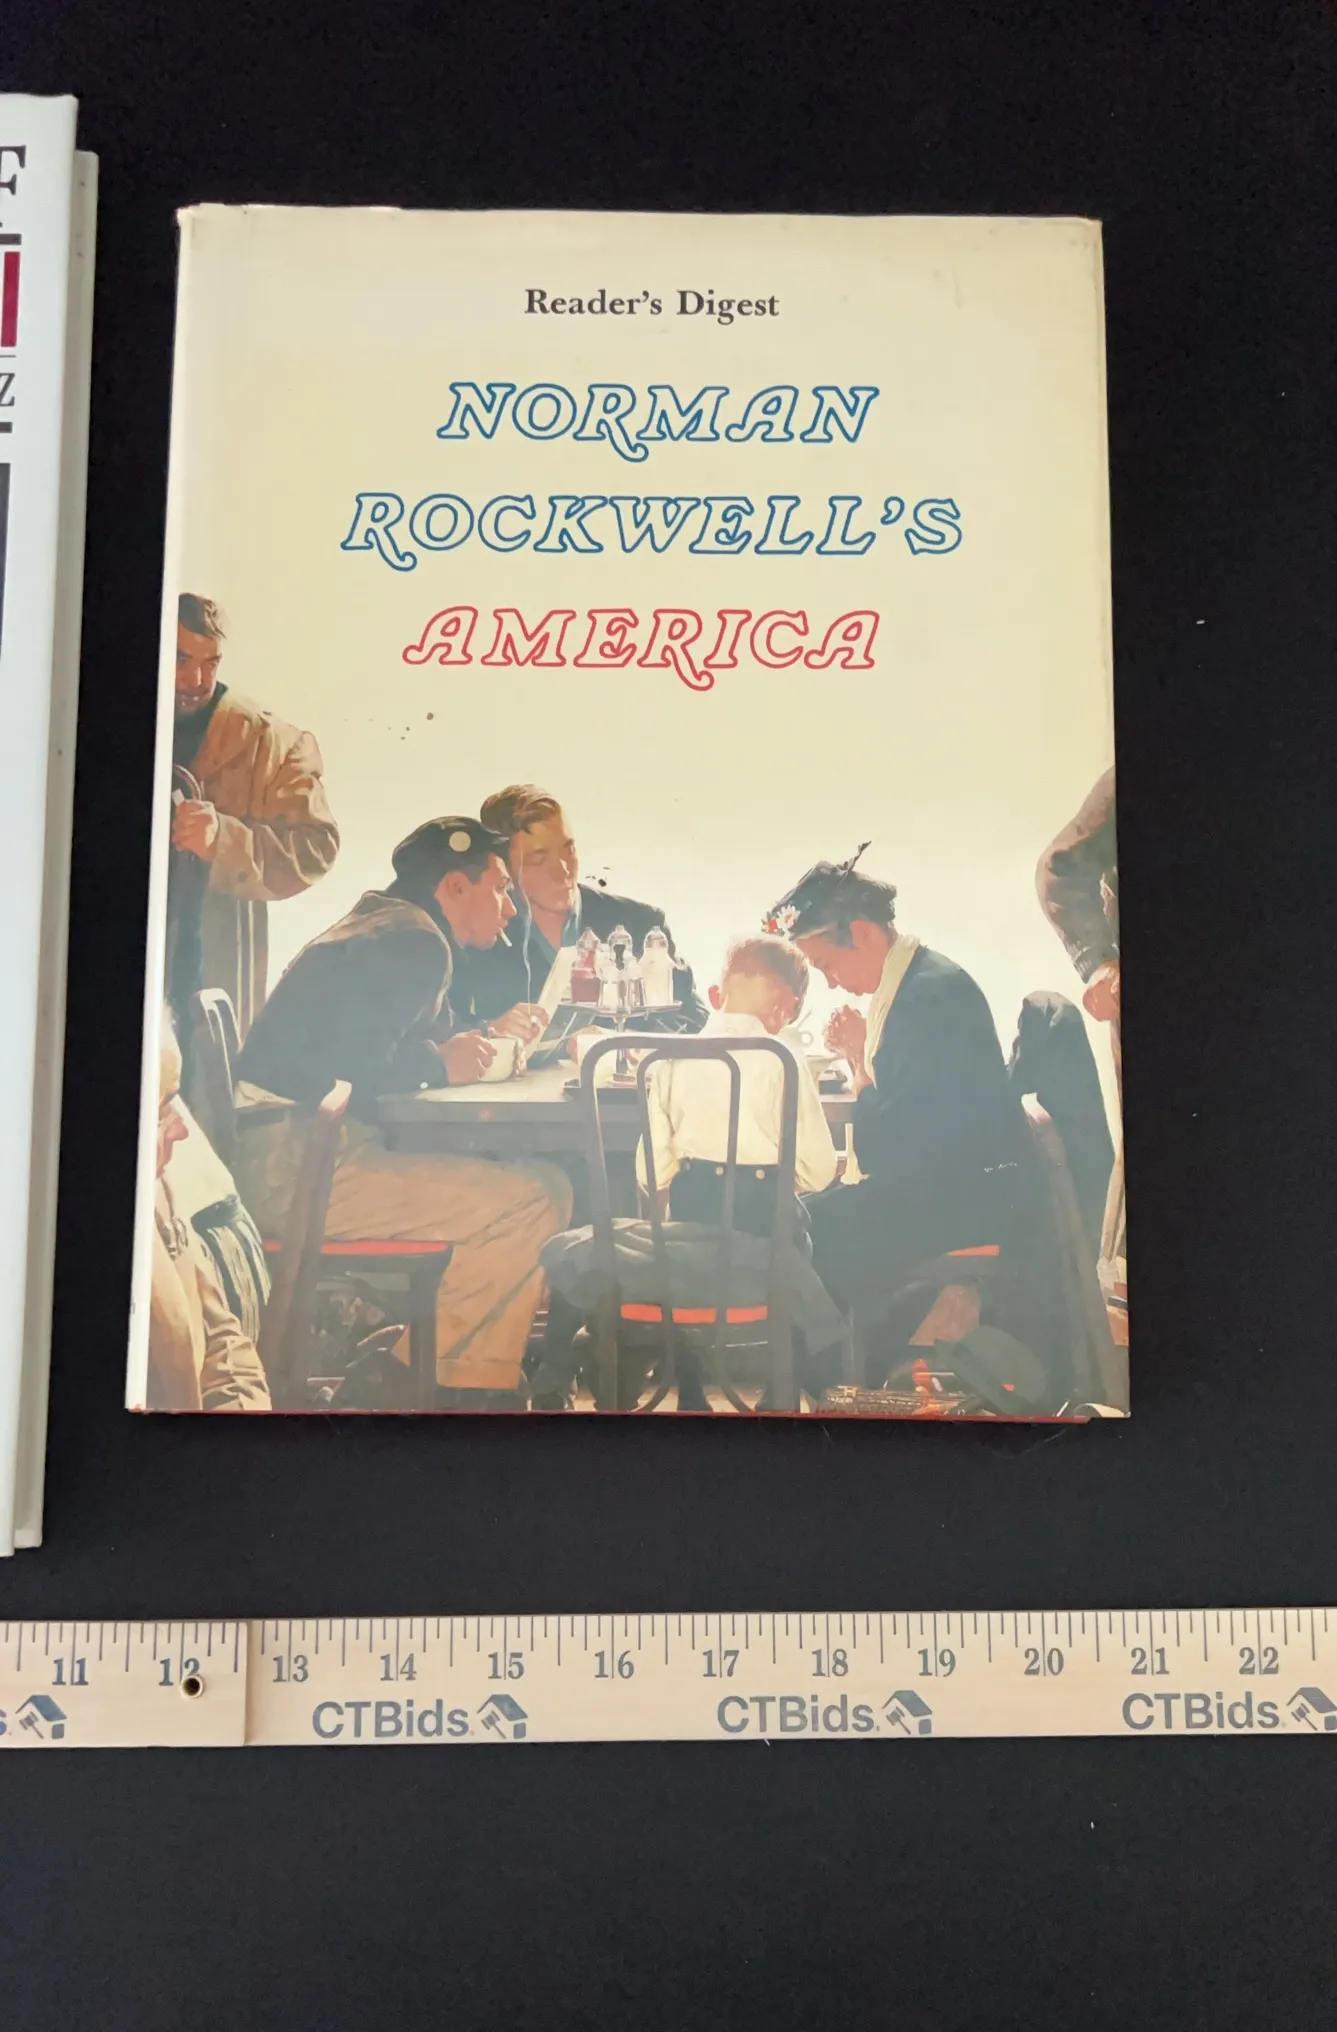 F
Z
Reader's Digest
NORMAN
ROCKWELL'S
AMERICA
11 12 13 14 15 16 17 18 19 20 21 22
s. CTBids. CTBids. CTBids.